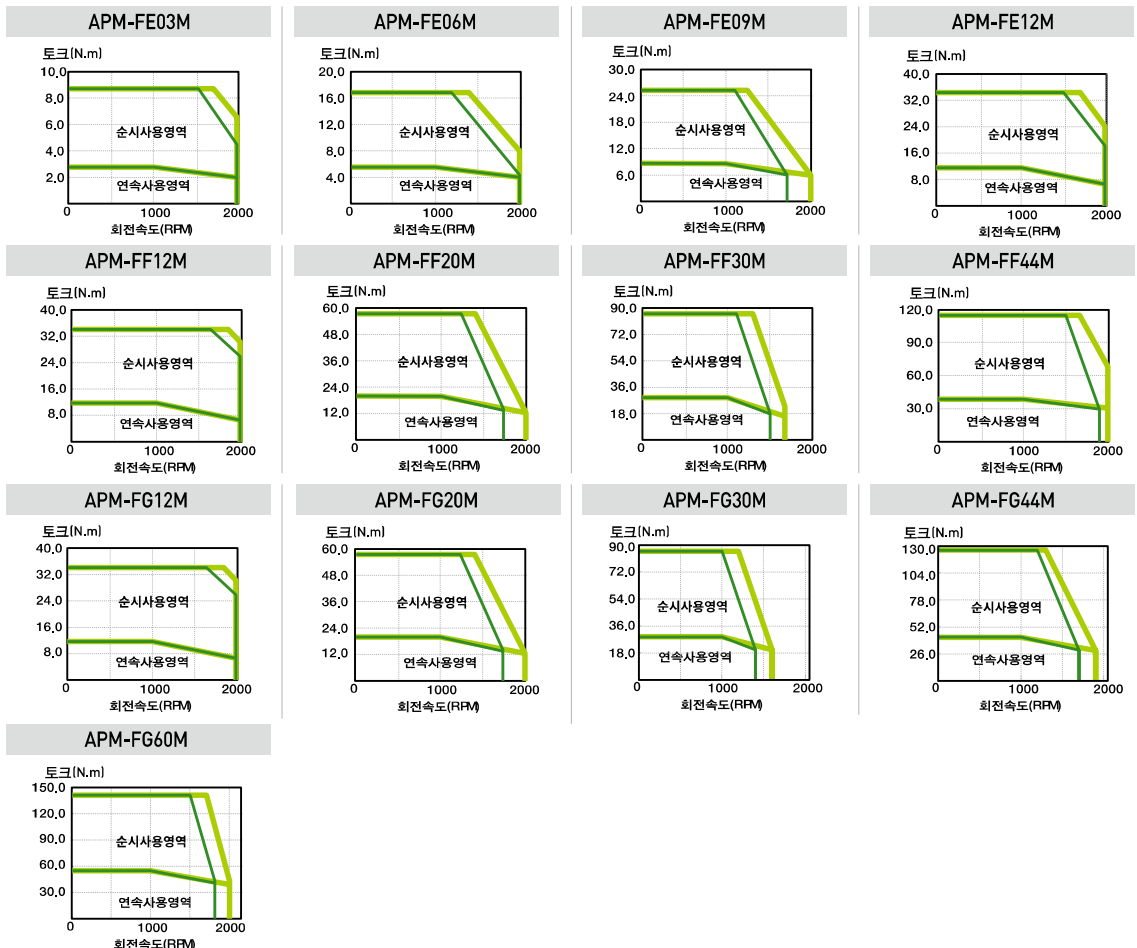 APM-FE03M
토크(N.m)
10.0
8.0
6.0
4.0
2.0
순시사용영역
연속사용영역
0 1000 2000
회전속도(RPM)
APM-FE06M
토크(N.m)
20.0
16.0
12.0
8.0
4.0
순시사용영역
연속사용영역
0 1000 2000
회전속도(RPM)
APM-FE09M
토크(N.m)
30.0
24.0
18.0
12.0
6.0
순시사용영역
연속사용영역
0 1000 2000
회전속도(RPM)
APM-FE12M
토크(N.m)
40.0
32.0
24.0
16.0
8.0
순시사용영역
연속사용영역
0 1000 2000
회전속도(RPM)
APM-FF12M
토크(N.m)
40.0
32.0
24.0
16.0
8.0
순시사용영역
연속사용영역
0 1000 2000
회전속도(RPM)
APM-FF20M
토크(N.m)
60.0
48.0
36.0
24.0
12.0
순시사용영역
연속사용영역
0 1000 2000
회전속도(RPM)
APM-FF30M
토크(N.m)
90.0
72.0
54.0
36.0
18.0
순시사용영역
연속사용영역
0 1000 2000
회전속도(RPM)
APM-FF44M
토크(N.m)
120.0
90.0
60.0
30.0
순시사용영역
연속사용영역
0 1000 2000
회전속도(RPM)
APM-FG12M
토크(N.m)
40.0
32.0
24.0
16.0
8.0
순시사용영역
연속사용영역
0 1000 2000
회전속도(RPM)
APM-FG20M
토크(N.m)
60.0
48.0
36.0
24.0
12.0
순시사용영역
연속사용영역
0 1000 2000
회전속도(RPM)
APM-FG30M
토크(N.m)
90.0
72.0
54.0
36.0
18.0
순시사용영역
연속사용영역
0 1000 2000
회전속도(RPM)
APM-FG44M
토크(N.m)
130.0
104.0
78.0
52.0
26.0
순시사용영역
연속사용영역
0 1000 2000
회전속도(RPM)
APM-FG60M
토크(N.m)
150.0
120.0
90.0
60.0
30.0
순시사용영역
연속사용영역
0 1000 2000
회전속도(RPM)